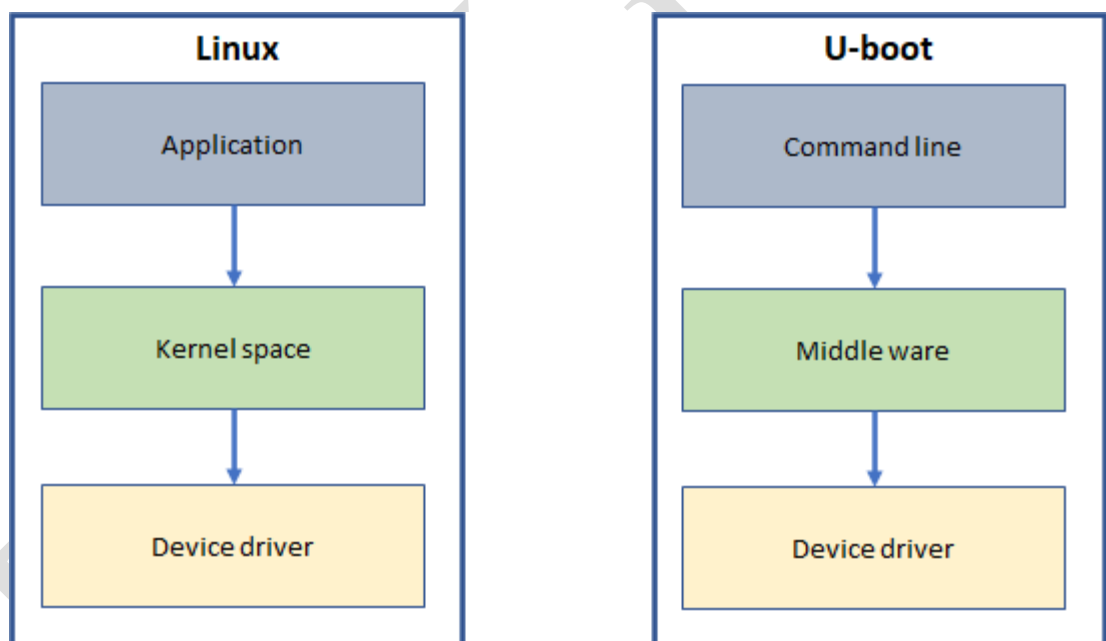 Linux
Application
Kernel space
Device driver
U-boot
Command line
Middle ware
Device driver